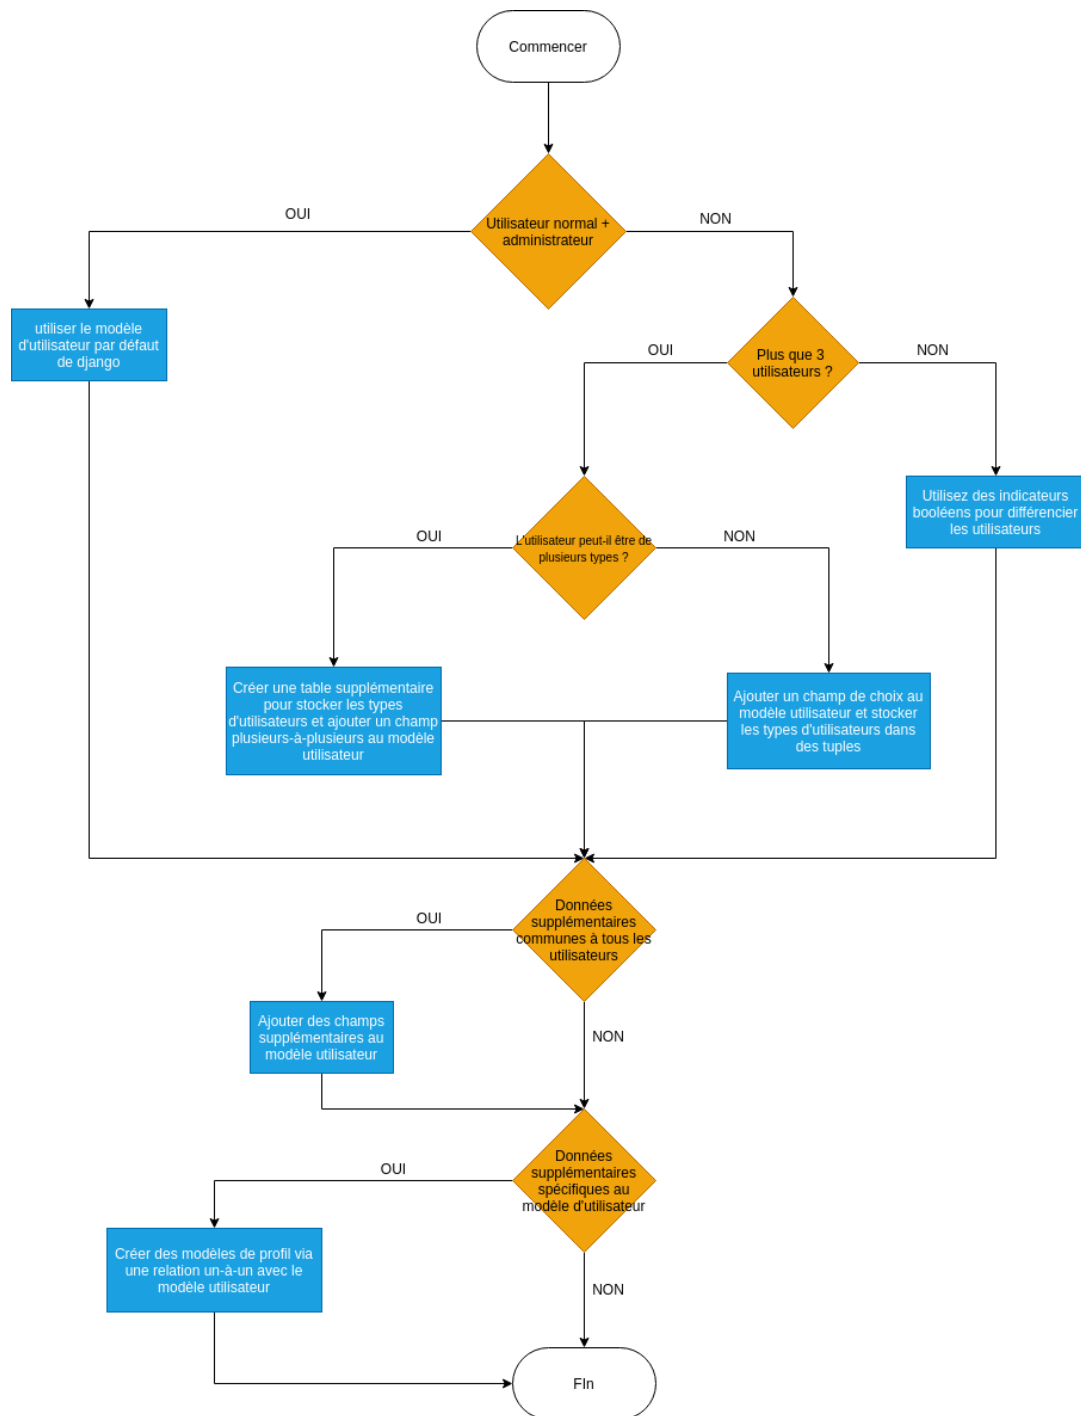 Commencer
Utilisateur normal +
administrateur
OUI
NON
utiliser le modèle
d'utilisateur par défaut
de django
Plus que 3
utilisateurs ?
OUI
NON
Utilisez des indicateurs
booléens pour différencier
les utilisateurs
L'utilisateur peut-il être de
plusieurs types ?
OUI
NON
Créer une table supplémentaire
pour stocker les types
d'utilisateurs et ajouter un champ
plusieurs-à-plusieurs au modèle
utilisateur
Ajouter un champ de choix au
modèle utilisateur et stocker
les types d'utilisateurs dans
des tuples
Données
supplémentaires
communes à tous les
utilisateurs
OUI
NON
Ajouter des champs
supplémentaires au
modèle utilisateur
Données
supplémentaires
spécifiques au
modèle d'utilisateur
OUI
NON
Créer des modèles de profil via
une relation un-à-un avec le
modèle utilisateur
FIn